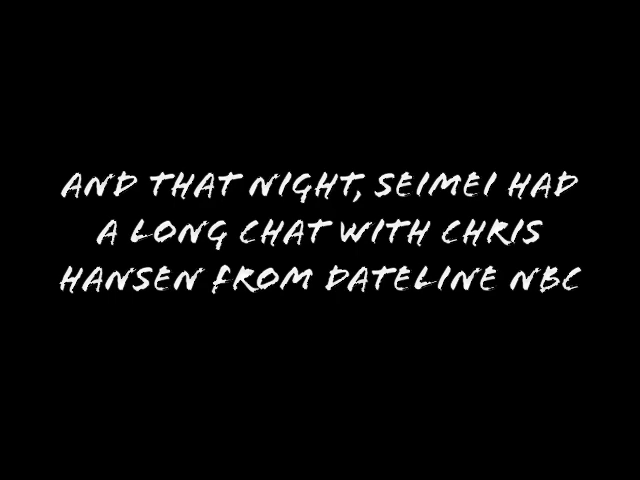 AND THAT NIGHT, SEIMEI HAD
A LONG CHAT WITH CHRIS
HANSEN FROM DATELINE NBC